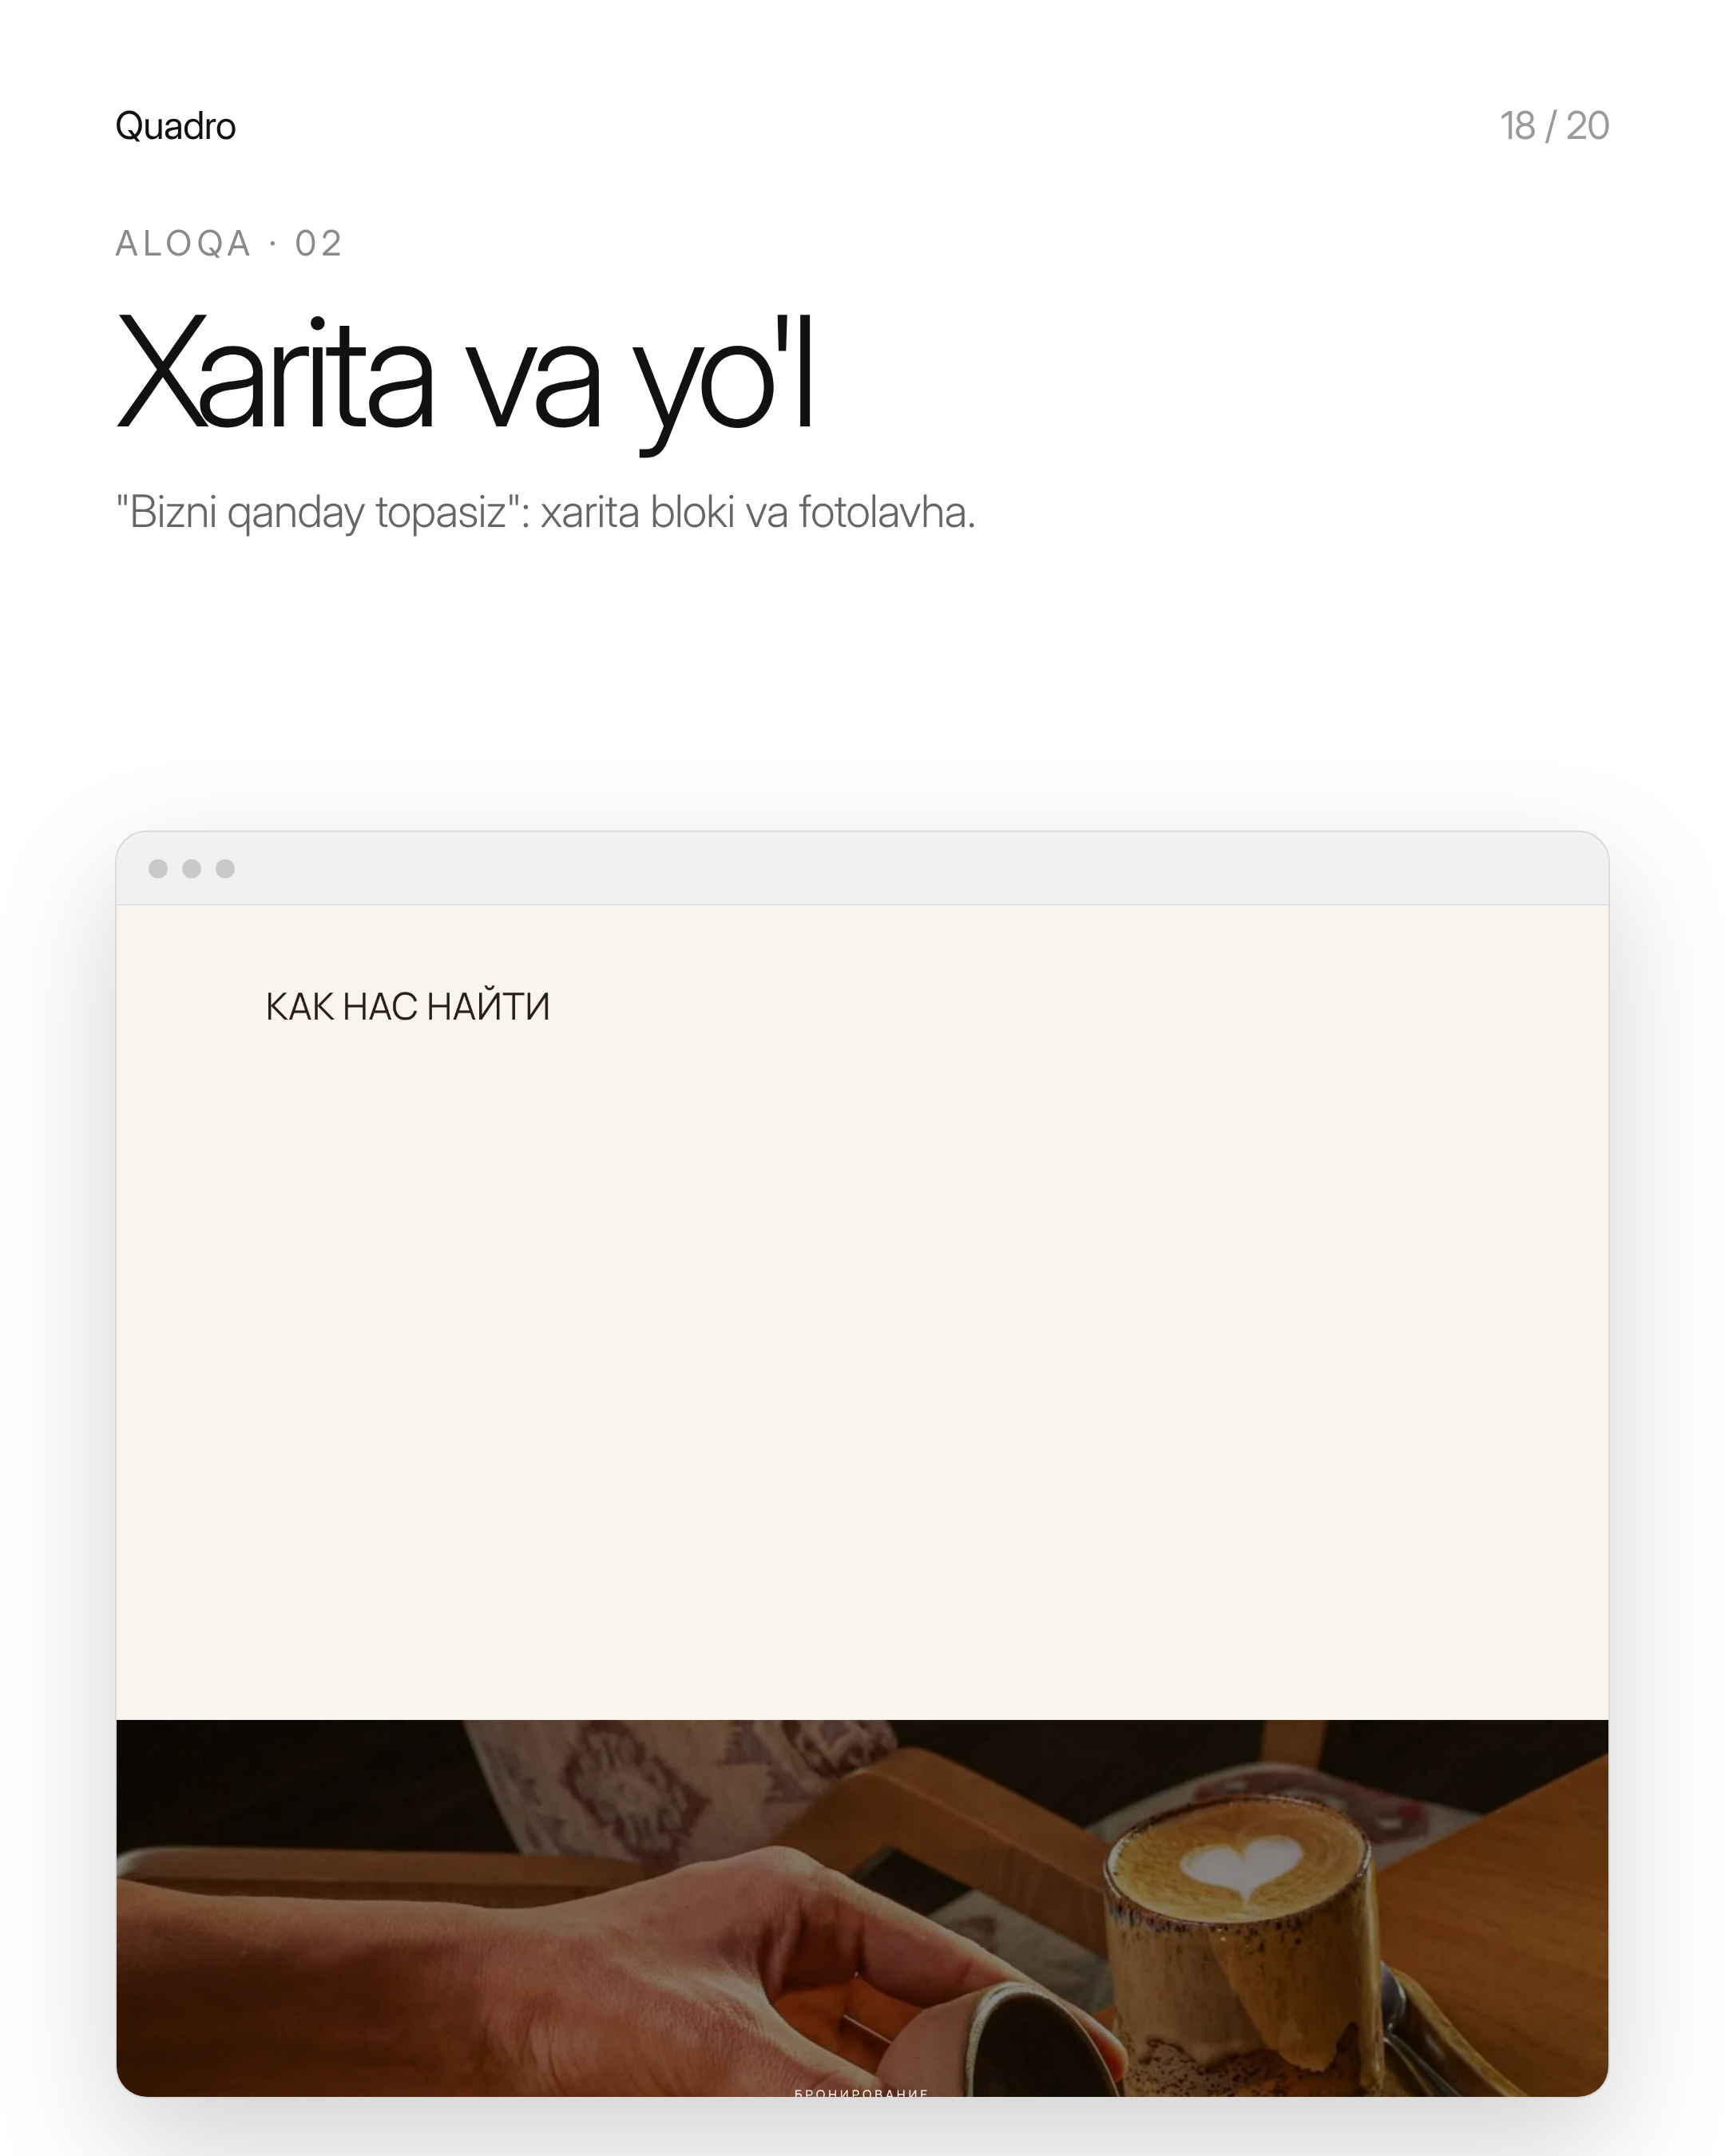 Quadro
18 / 20
ALOQA · 02
Xarita va yo'l
"Bizni qanday topasiz": xarita bloki va fotolavha.
КАК НАС НАЙТИ
БРОНИРОВАНИЕ